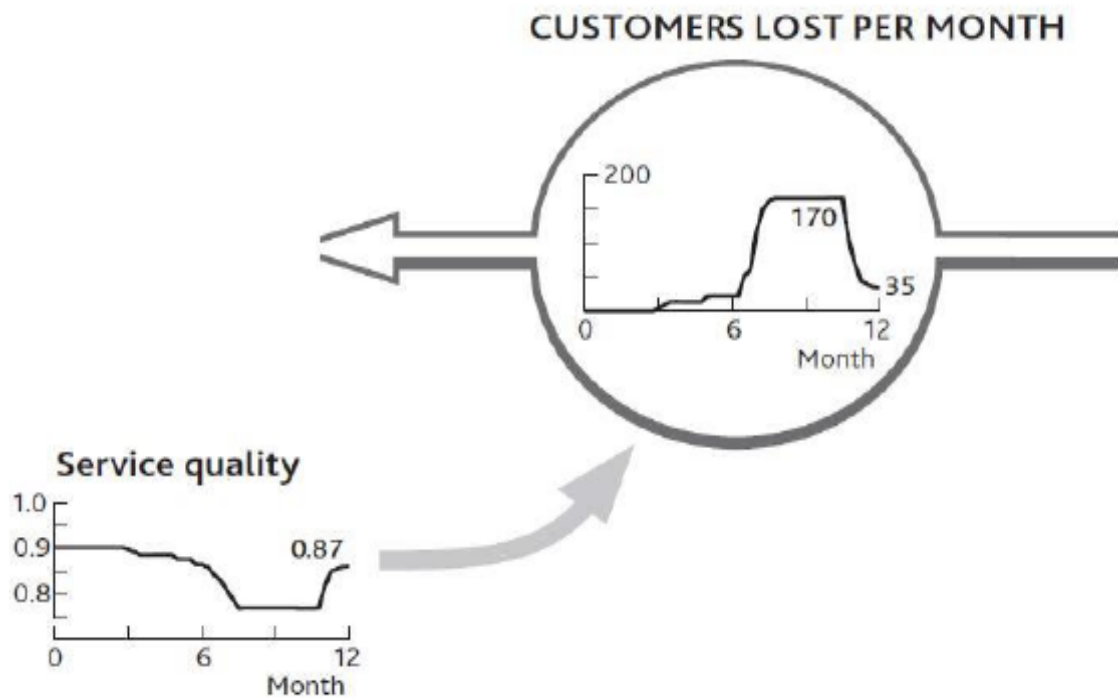 CUSTOMERS LOST PER MONTH
200
170
35
0 6 12
Month
Service quality
1.0
0.9
0.87
0.8
0 6 12
Month